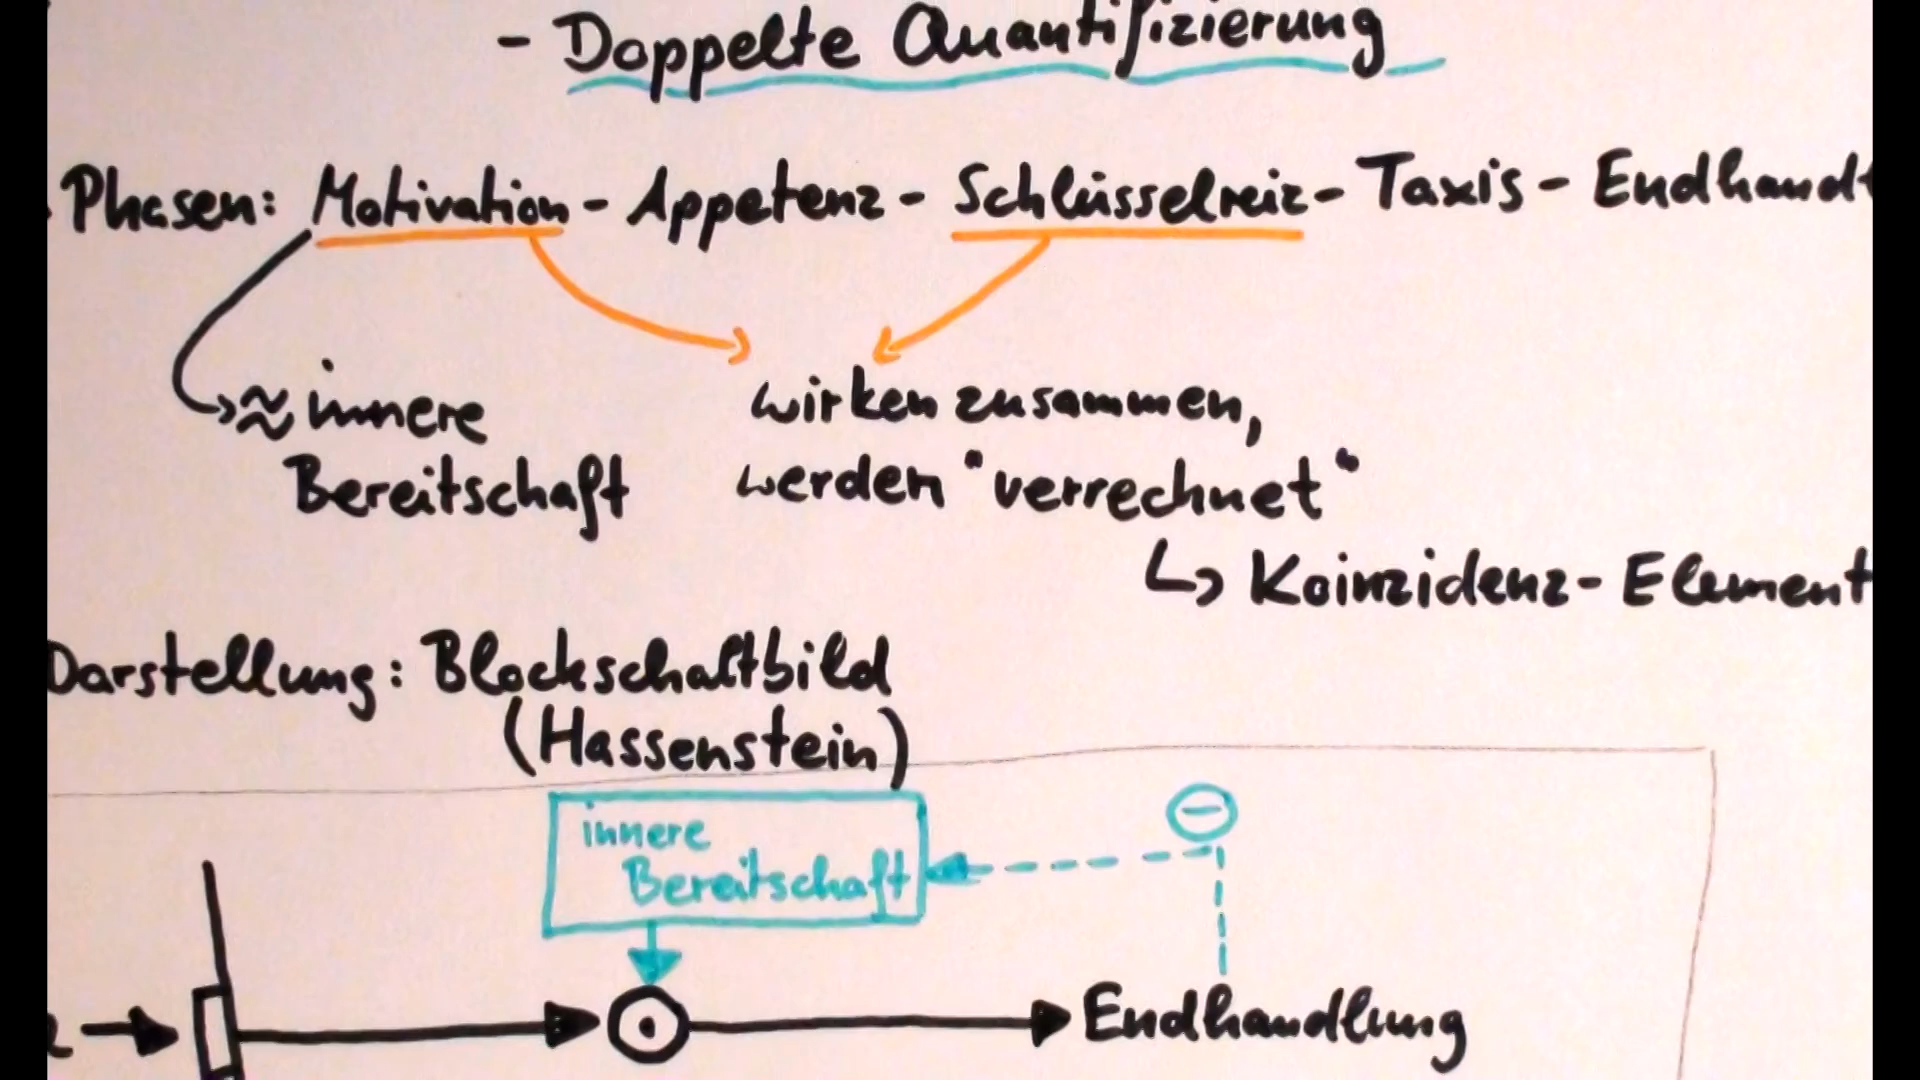 - Doppelte Quantifizierung
Phasen: Motivation - Appetenz - Schlüsselreiz - Taxis - Endhandl
≈ innere
Bereitschaft
wirken zusammen,
werden "verrechnet"
↳ Koinzidenz-Element
Darstellung: Blockschaltbild
(Hassenstein)
innere
Bereitschaft
−
Endhandlung